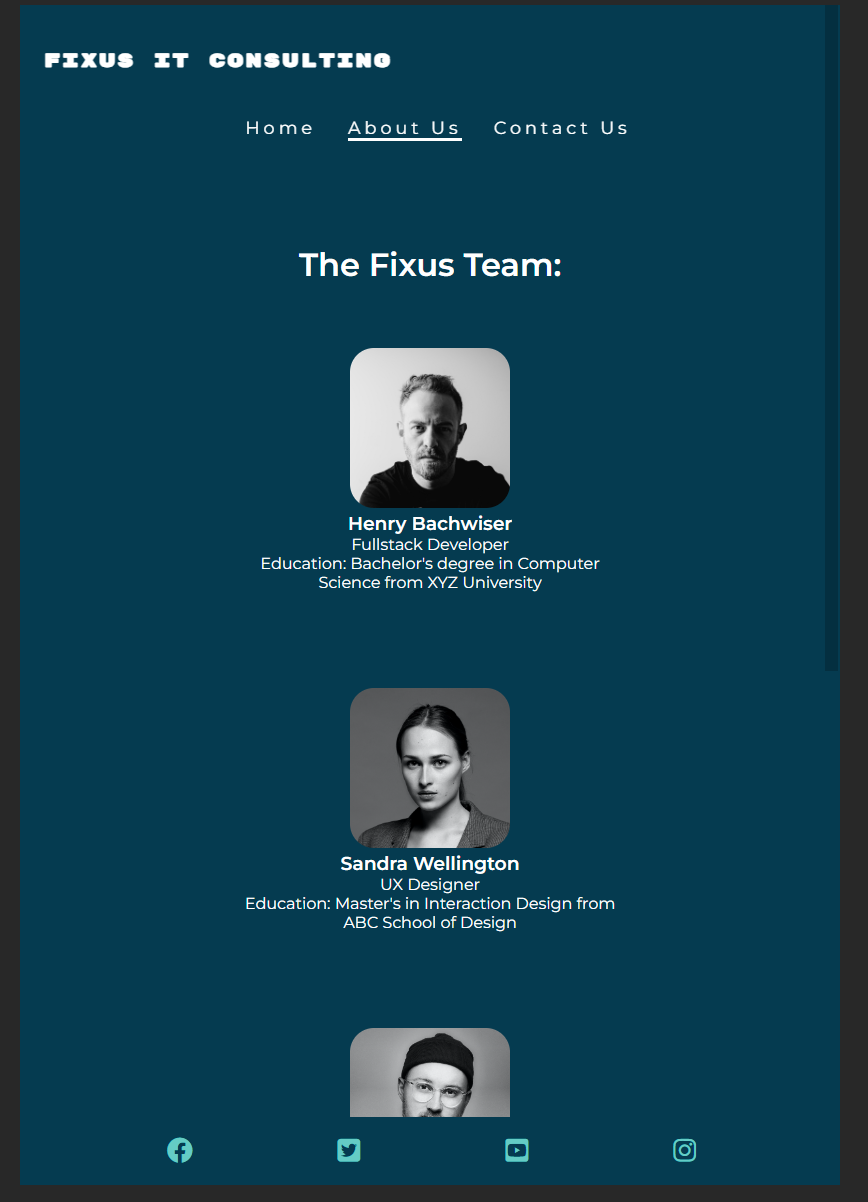 FIXUS IT CONSULTING
Home About Us Contact Us
The Fixus Team:
Henry Bachwiser
Fullstack Developer
Education: Bachelor's degree in Computer
Science from XYZ University
Sandra Wellington
UX Designer
Education: Master's in Interaction Design from
ABC School of Design